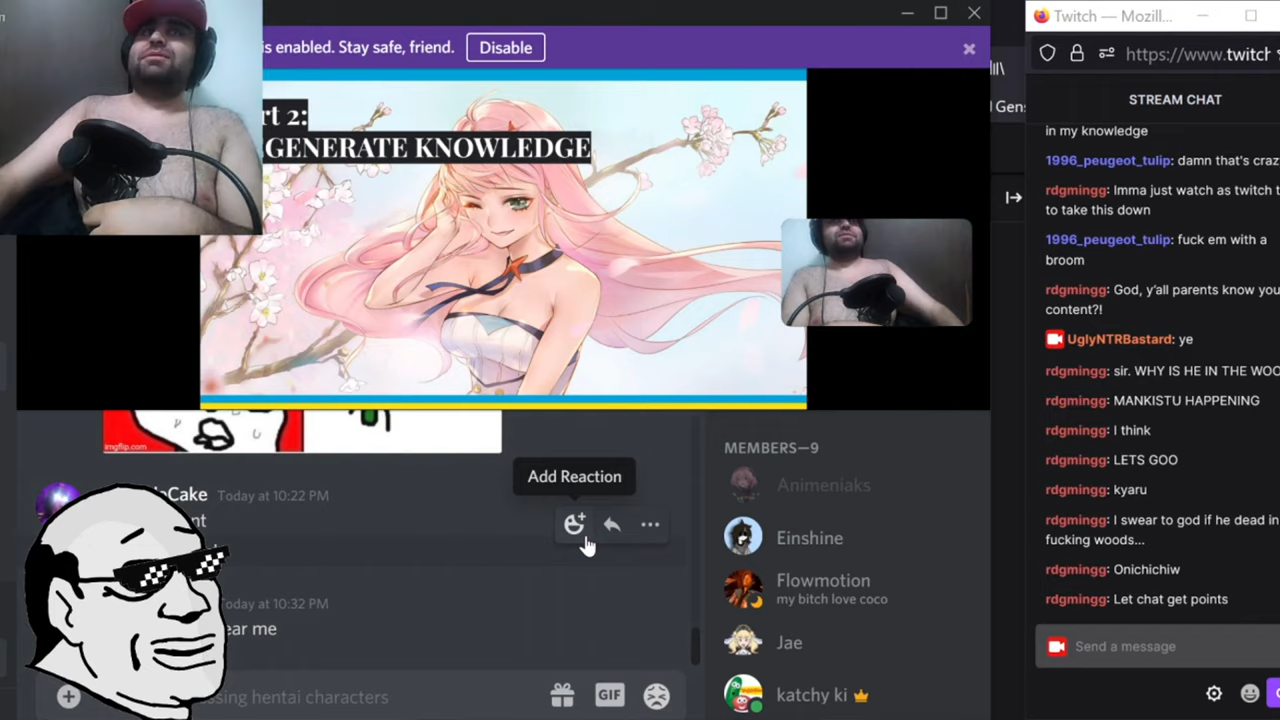 is enabled. Stay safe, friend.
Disable
rt 2:
GENERATE KNOWLEDGE
imgflip.com
Cake Today at 10:22 PM
nt
Add Reaction
Today at 10:32 PM
ear me
sing hentai characters
GIF
MEMBERS—9
Animeniaks
Einshine
Flowmotion
my bitch love coco
Jae
katchy ki
Gens
Twitch — Mozill...
https://www.twitch
STREAM CHAT
in my knowledge
1996_peugeot_tulip: damn that's craz
rdgmingg: Imma just watch as twitch t
to take this down
1996_peugeot_tulip: fuck em with a
broom
rdgmingg: God, y'all parents know you
content?!
UglyNTRBastard: ye
rdgmingg: sir. WHY IS HE IN THE WOO
rdgmingg: MANKISTU HAPPENING
rdgmingg: I think
rdgmingg: LETS GOO
rdgmingg: kyaru
rdgmingg: I swear to god if he dead in
fucking woods...
rdgmingg: Onichichiw
rdgmingg: Let chat get points
Send a message